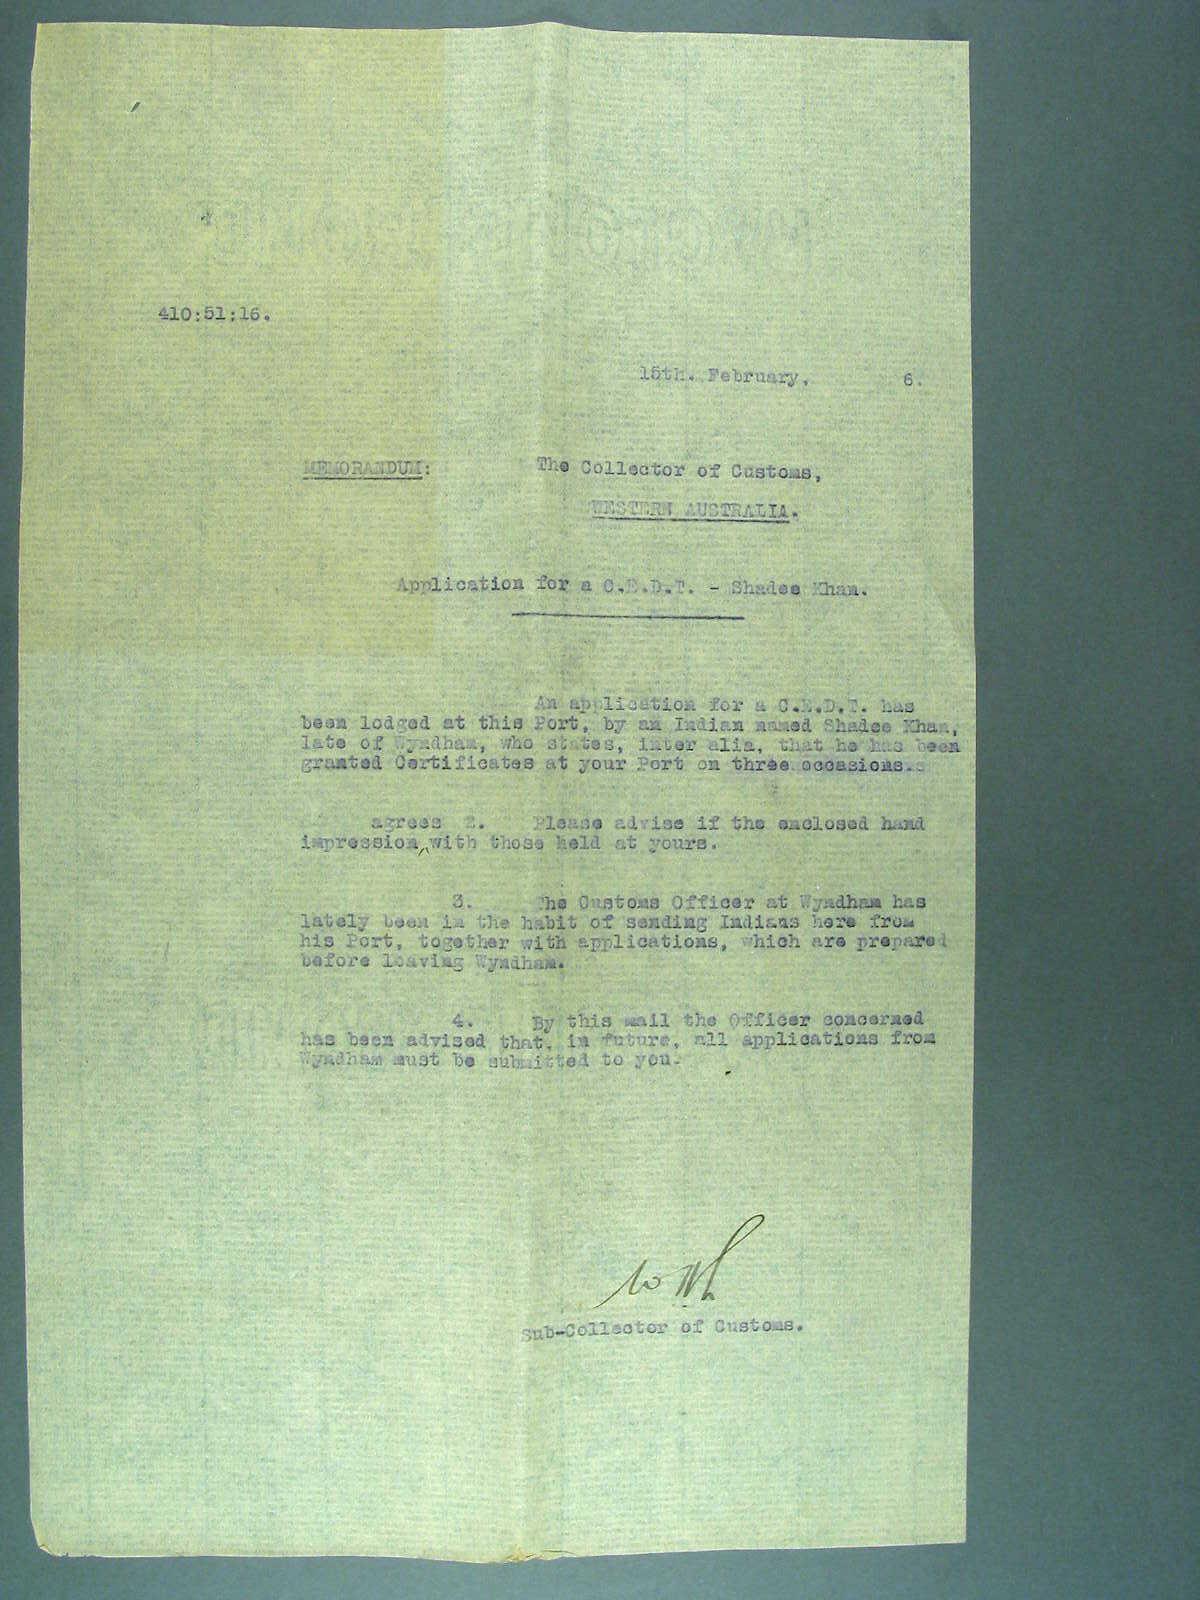 410:51:16.
15th. February, 6.
MEMORANDUM: The Collector of Customs,
WESTERN AUSTRALIA.
Application for a C.E.D.T. - Shadee Khan.
An application for a C.E.D.T. has
been lodged at this Port, by an Indian named Shadee Khan,
late of Wyndham, who states, inter alia, that he has been
granted Certificates at your Port on three occasions.
agrees 2. Please advise if the enclosed hand
impression with those held at yours.
3. The Customs Officer at Wyndham has
lately been in the habit of sending Indians here from
his Port, together with applications, which are prepared
before leaving Wyndham.
4. By this mail the Officer concerned
has been advised that, in future, all applications from
Wyndham must be submitted to you.
Sub-Collector of Customs.